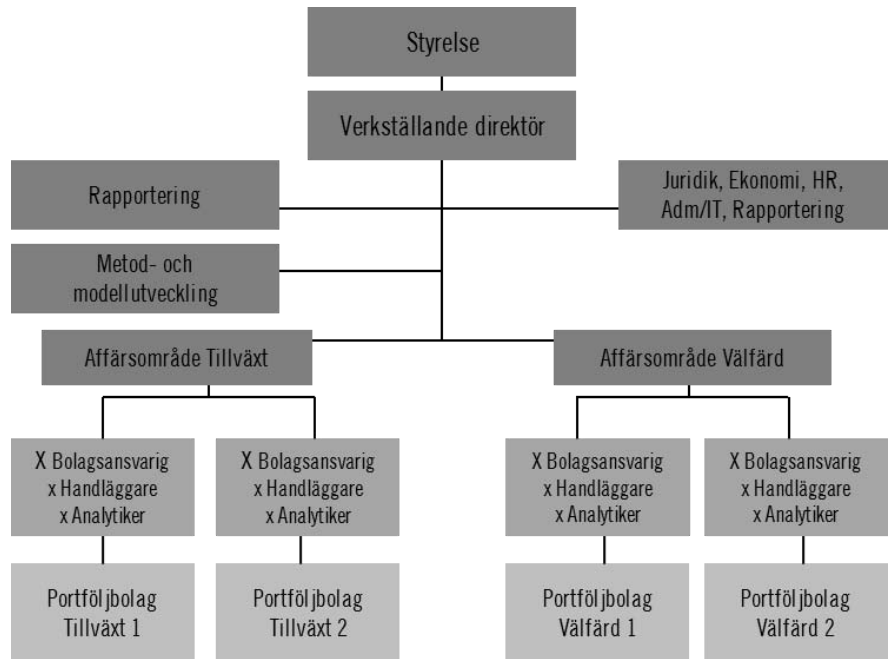 Styrelse
Verkställande direktör
Rapportering
Juridik, Ekonomi, HR,
Adm/IT, Rapportering
Metod- och
modellutveckling
Affärsområde Tillväxt
Affärsområde Välfärd
X Bolagsansvarig
x Handläggare
x Analytiker
X Bolagsansvarig
x Handläggare
x Analytiker
X Bolagsansvarig
x Handläggare
x Analytiker
X Bolagsansvarig
x Handläggare
x Analytiker
Portföljbolag
Tillväxt 1
Portföljbolag
Tillväxt 2
Portföljbolag
Välfärd 1
Portföljbolag
Välfärd 2